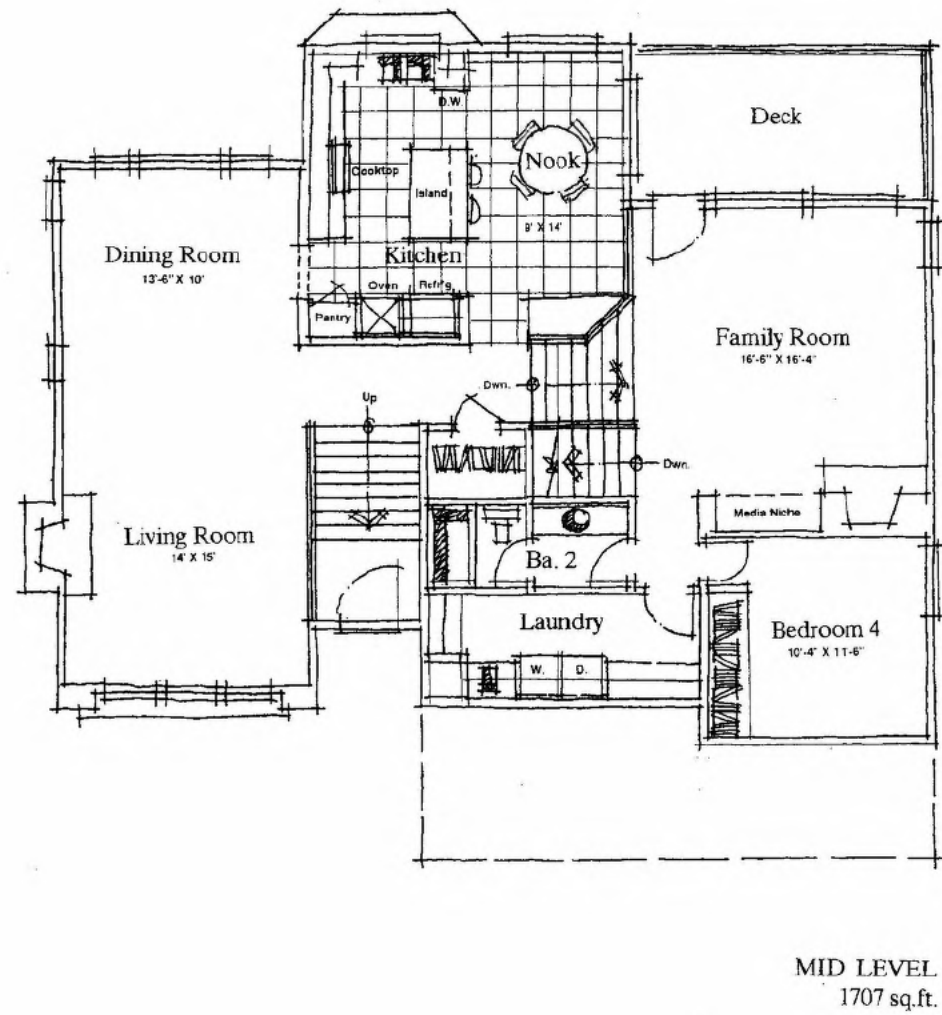 Deck
D.W.
Nook
Cooktop
Island
9' X 14'
Dining Room
13'-6" X 10'
Kitchen
Oven
Refr'g
Pantry
Family Room
16'-6" X 16'-4"
Dwn.
Up
Dwn.
Media Niche
Living Room
14' X 15'
Ba. 2
Laundry
Bedroom 4
10'-4" X 11'-6"
W.
D.
MID LEVEL
1707 sq.ft.